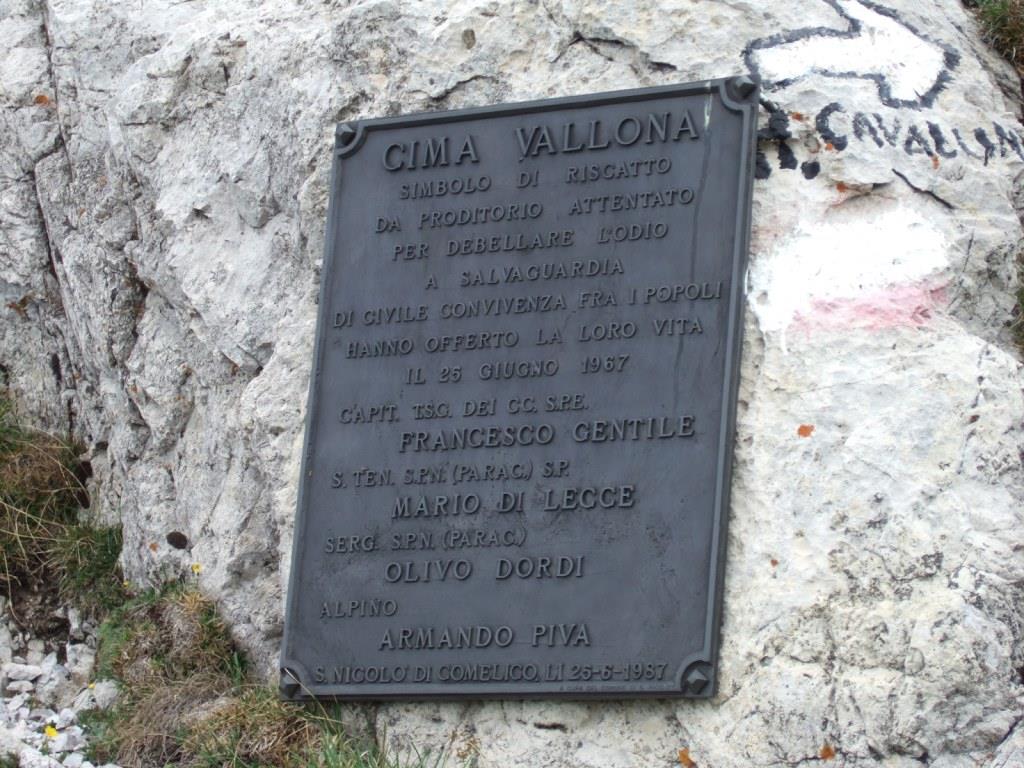 CIMA VALLONA
SIMBOLO DI RISCATTO
DA PRODITORIO ATTENTATO
PER DEBELLARE L'ODIO
A SALVAGUARDIA
DI CIVILE CONVIVENZA FRA I POPOLI
HANNO OFFERTO LA LORO VITA
IL 25 GIUGNO 1967
CAPIT. T.S.G. DEI CC. S.P.E.
FRANCESCO GENTILE
S. TEN. S.P.N. (PARAC.) S.P.
MARIO DI LECCE
SERG. S.P.N. (PARAC.)
OLIVO DORDI
ALPINO
ARMANDO PIVA
S. NICOLO DI COMELICO, LI 25-6-1987
CAVALLINO